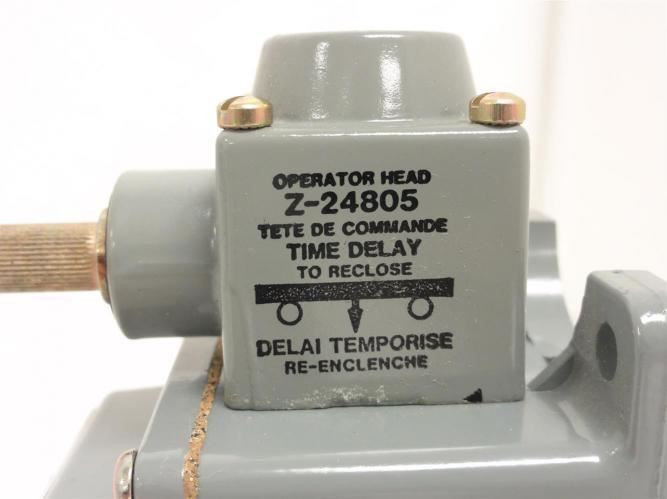 OPERATOR HEAD
Z-24805
TETE DE COMMANDE
TIME DELAY
TO RECLOSE
DELAI TEMPORISE
RE-ENCLENCHE